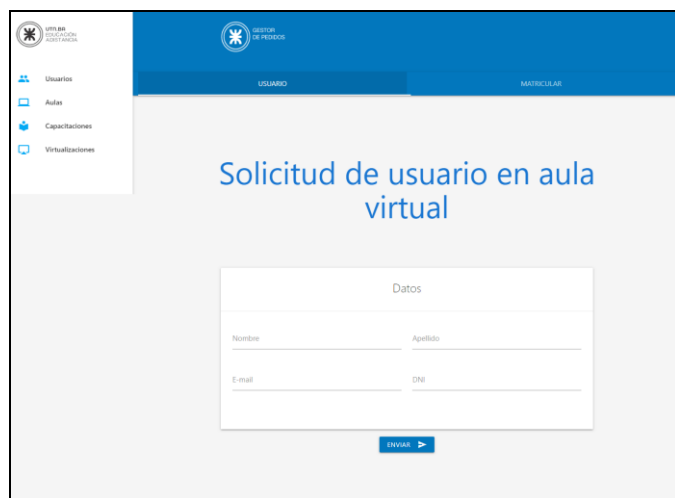 UTN.BA
EDUCACIÓN
A DISTANCIA
Usuarios
Aulas
Capacitaciones
Virtualizaciones
GESTOR
DE PEDIDOS
USUARIO
MATRICULAR
Solicitud de usuario en aula
virtual
Datos
Nombre
Apellido
E-mail
DNI
ENVIAR